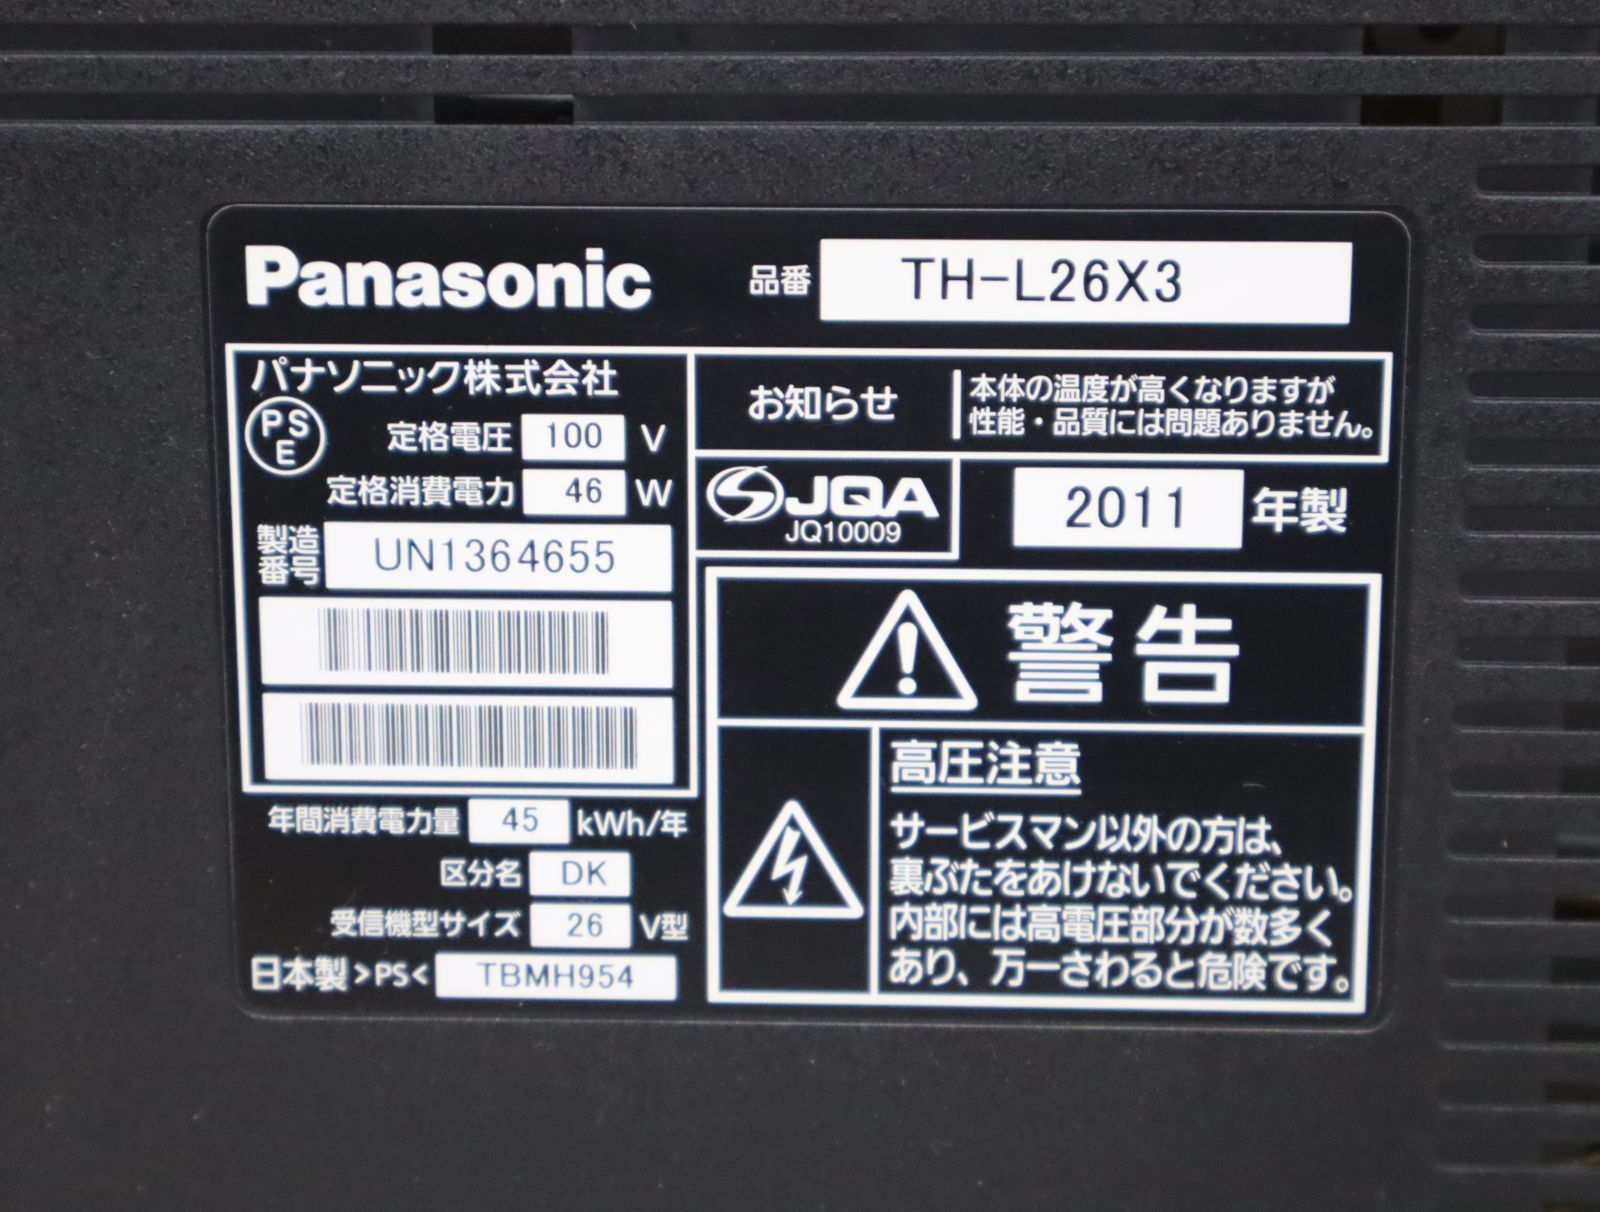 Panasonic
品番 TH-L26X3
パナソニック株式会社
PSE
定格電圧 100 V
定格消費電力 46 W
製造番号 UN1364655
年間消費電力量 45 kWh/年
区分名 DK
受信機型サイズ 26 V型
日本製 >PS< TBMH954
お知らせ
本体の温度が高くなりますが
性能・品質には問題ありません。
JQA
JQ10009
2011 年製
警告
高圧注意
サービスマン以外の方は、
裏ぶたをあけないでください。
内部には高電圧部分が数多く
あり、万一さわると危険です。